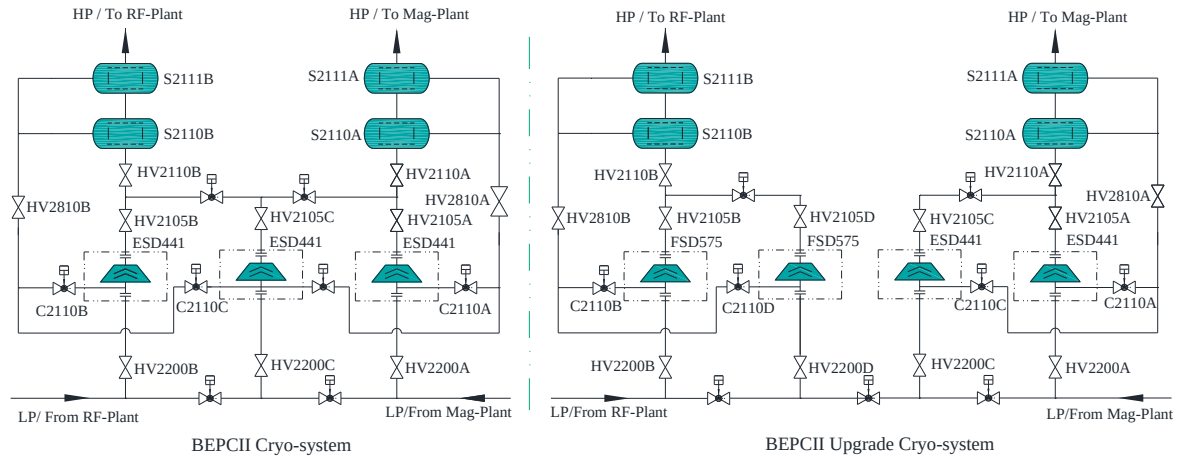 HP / To RF-Plant
HP / To Mag-Plant
S2111B
S2111A
S2110B
S2110A
HV2110B
HV2110A
HV2810B
HV2810A
HV2105B
HV2105C
HV2105A
ESD441
ESD441
ESD441
C2110B
C2110C
C2110A
HV2200B
HV2200C
HV2200A
LP/ From RF-Plant
LP/From Mag-Plant
BEPCII Cryo-system
HP / To RF-Plant
HP / To Mag-Plant
S2111B
S2111A
S2110B
S2110A
HV2110B
HV2110A
HV2810B
HV2810A
HV2105B
HV2105D
HV2105C
HV2105A
FSD575
FSD575
ESD441
ESD441
C2110B
C2110D
C2110C
C2110A
HV2200B
HV2200D
HV2200C
HV2200A
LP/ From RF-Plant
LP/From Mag-Plant
BEPCII Upgrade Cryo-system